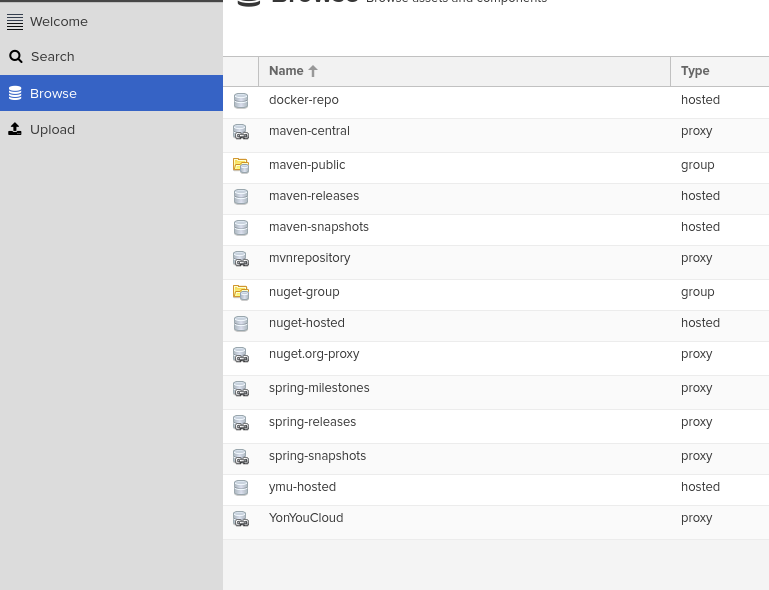 Browse Browse assets and components
Welcome
Search
Browse
Upload
Name Type
docker-repo hosted
maven-central proxy
maven-public group
maven-releases hosted
maven-snapshots hosted
mvnrepository proxy
nuget-group group
nuget-hosted hosted
nuget.org-proxy proxy
spring-milestones proxy
spring-releases proxy
spring-snapshots proxy
ymu-hosted hosted
YonYouCloud proxy